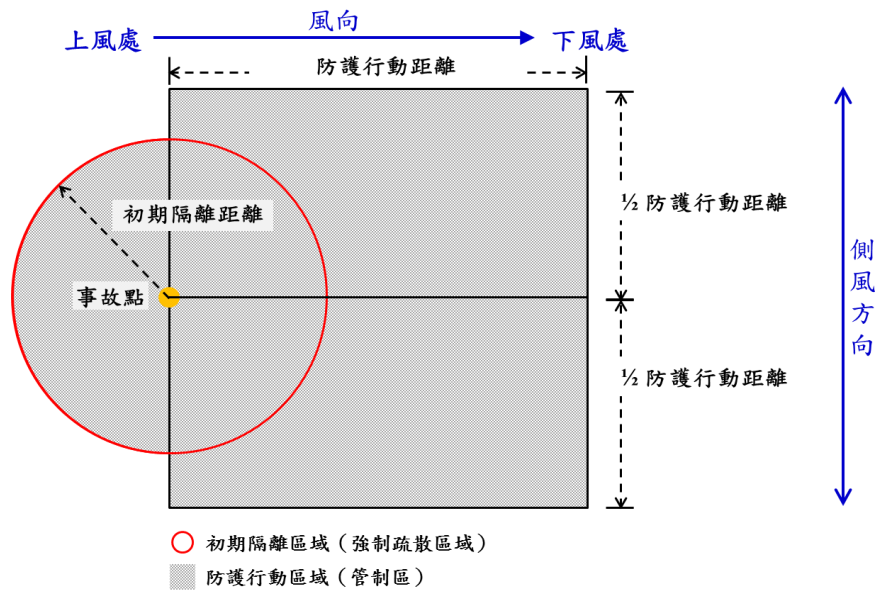 風向
上風處
下風處
防護行動距離
初期隔離距離
½ 防護行動距離
事故點
側風方向
½ 防護行動距離
初期隔離區域（強制疏散區域）
防護行動區域（管制區）